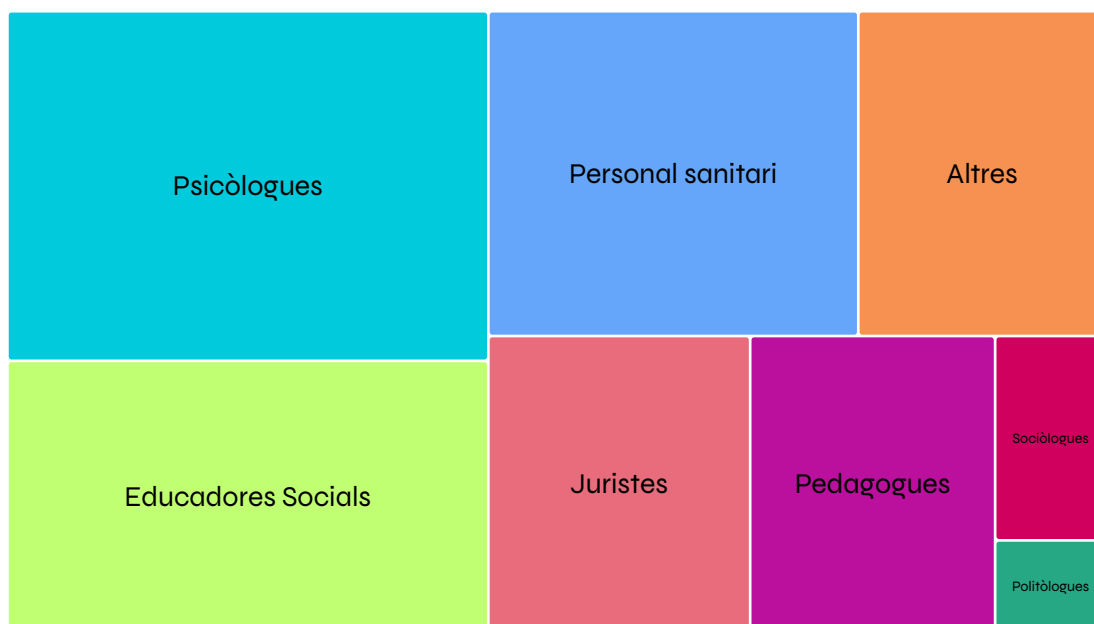 Psicòlogues
Personal sanitari
Altres
Educadores Socials
Juristes
Pedagogues
Sociòlogues
Politòlogues